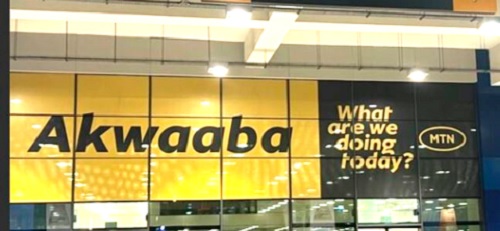 Akwaaba
What
are we
doing
today?
MTN